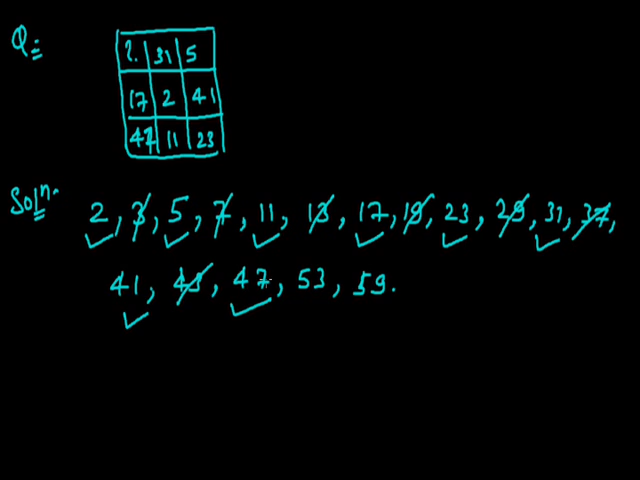 Q:
?. 31 5
17 2 41
47 11 23
Soln.
2, 3, 5, 7, 11, 13, 17, 19, 23, 29, 31, 37,
41, 43, 47, 53, 59.